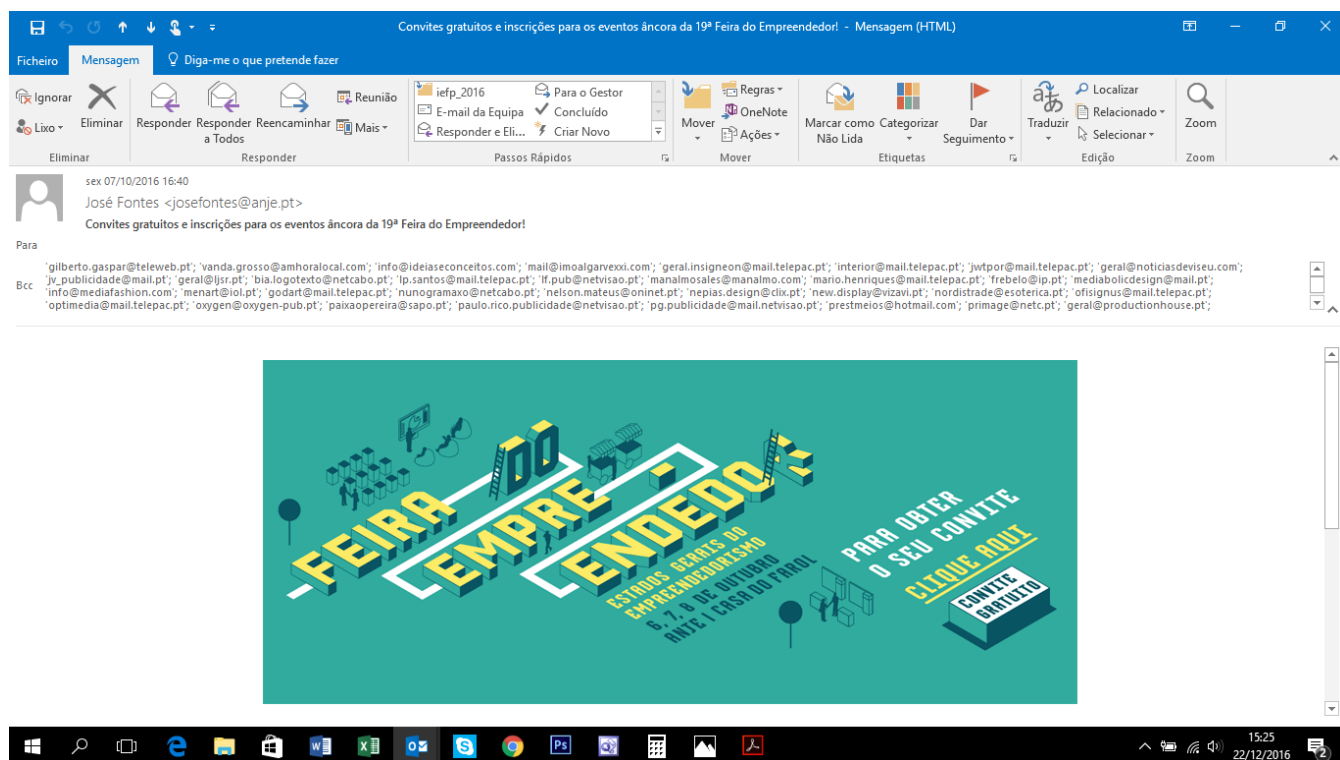 Convites gratuitos e inscrições para os eventos âncora da 19ª Feira do Empreendedor! - Mensagem (HTML)
Ficheiro Mensagem Diga-me o que pretende fazer
Ignorar
Lixo
Eliminar
Responder
Responder a Todos
Reencaminhar
Reunião
Mais
iefp_2016
E-mail da Equipa
Responder e Eli...
Para o Gestor
Concluído
Criar Novo
Mover
Regras
OneNote
Ações
Marcar como Não Lida
Categorizar
Dar Seguimento
Traduzir
Localizar
Relacionado
Selecionar
Zoom
Eliminar Responder Passos Rápidos Mover Etiquetas Edição Zoom
sex 07/10/2016 16:40
José Fontes <josefontes@anje.pt>
Convites gratuitos e inscrições para os eventos âncora da 19ª Feira do Empreendedor!
Para
Bcc
'gilberto.gaspar@teleweb.pt'; 'vanda.grosso@amhoralocal.com'; 'info@ideiaseconceitos.com'; 'mail@imoalgarvexxi.com'; 'geral.insigneon@mail.telepac.pt'; 'interior@mail.telepac.pt'; 'jwtpor@mail.telepac.pt'; 'geral@noticiasdeviseu.com';
'jv_publicidade@mail.pt'; 'geral@ljsr.pt'; 'bia.logotexto@netcabo.pt'; 'lp.santos@mail.telepac.pt'; 'lf.pub@netvisao.pt'; 'manalmosales@manalmo.com'; 'mario.henriques@mail.telepac.pt'; 'frebelo@ip.pt'; 'mediabolicdesign@mail.pt';
'info@mediafashion.com'; 'menart@iol.pt'; 'godart@mail.telepac.pt'; 'nunogramaxo@netcabo.pt'; 'nelson.mateus@oninet.pt'; 'nepias.design@clix.pt'; 'new.display@vizavi.pt'; 'nordistrade@esoterica.pt'; 'ofisignus@mail.telepac.pt';
'optimedia@mail.telepac.pt'; 'oxygen@oxygen-pub.pt'; 'paixaopereira@sapo.pt'; 'paulo.rico.publicidade@netvisao.pt'; 'pg.publicidade@mail.netvisao.pt'; 'prestmeios@hotmail.com'; 'primage@netc.pt'; 'geral@productionhouse.pt';
FEIRA DO
EMPRE
ENDEDOR
ESTADOS GERAIS DO
EMPREENDEDORISMO
6, 7, 8 DE OUTUBRO
ANJE | CASA DO FAROL
PARA OBTER
O SEU CONVITE
CLIQUE AQUI
CONVITE
GRATUITO
15:25
22/12/2016
2